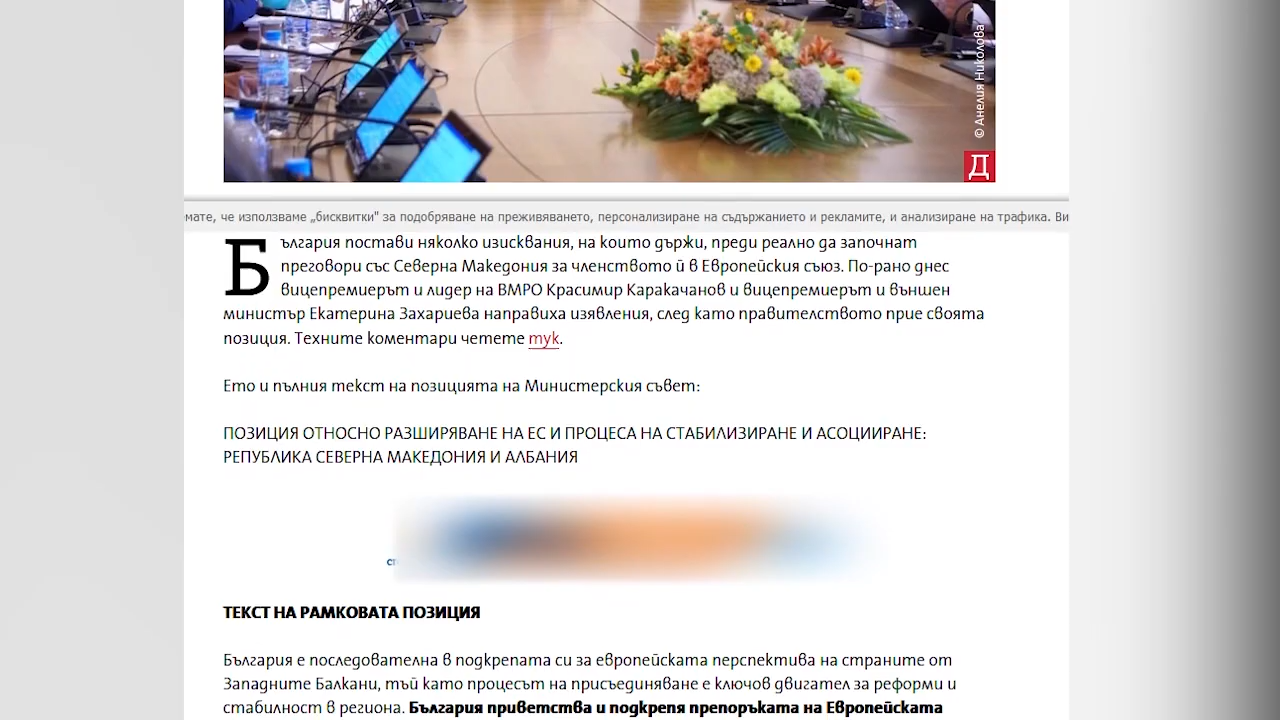 © Анелия Николова
Д
мате, че използваме „бисквитки" за подобряване на преживяването, персонализиране на съдържанието и рекламите, и анализиране на трафика. Ви
България постави няколко изисквания, на които държи, преди реално да започнат
преговори със Северна Македония за членството ѝ в Европейския съюз. По-рано днес
вицепремиерът и лидер на ВМРО Красимир Каракачанов и вицепремиерът и външен
министър Екатерина Захариева направиха изявления, след като правителството прие своята
позиция. Техните коментари четете тук.
Ето и пълния текст на позицията на Министерския съвет:
ПОЗИЦИЯ ОТНОСНО РАЗШИРЯВАНЕ НА ЕС И ПРОЦЕСА НА СТАБИЛИЗИРАНЕ И АСОЦИИРАНЕ:
РЕПУБЛИКА СЕВЕРНА МАКЕДОНИЯ И АЛБАНИЯ
ТЕКСТ НА РАМКОВАТА ПОЗИЦИЯ
България е последователна в подкрепата си за европейската перспектива на страните от
Западните Балкани, тъй като процесът на присъединяване е ключов двигател за реформи и
стабилност в региона. България приветства и подкрепя препоръката на Европейската